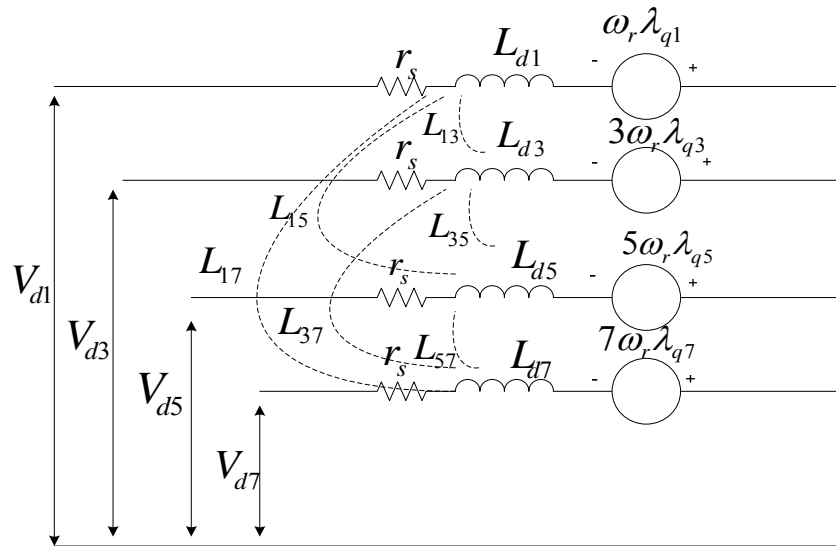 ω_r λ_q1
L_d1
r_s
- +
L_13
3ω_r λ_q3
L_d3
r_s
- +
L_15
L_35
5ω_r λ_q5
L_17
L_d5
r_s
- +
V_d1
V_d3
L_37
L_57
7ω_r λ_q7
L_d7
r_s
- +
V_d5
V_d7